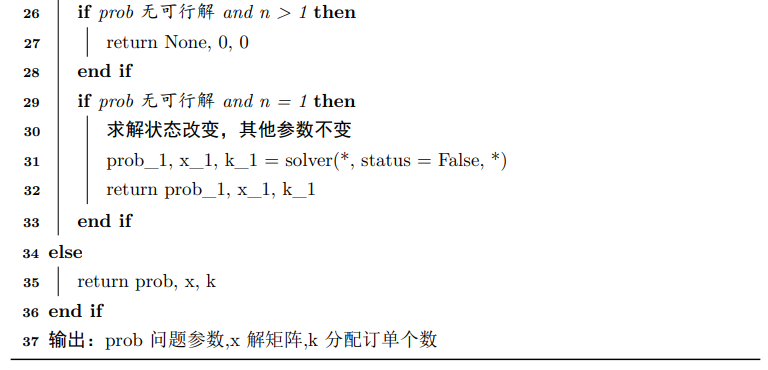 26 if prob 无可行解 and n > 1 then
27 return None, 0, 0
28 end if
29 if prob 无可行解 and n = 1 then
30 求解状态改变，其他参数不变
31 prob_1, x_1, k_1 = solver(*, status = False, *)
32 return prob_1, x_1, k_1
33 end if
34 else
35 return prob, x, k
36 end if
37 输出：prob 问题参数,x 解矩阵,k 分配订单个数